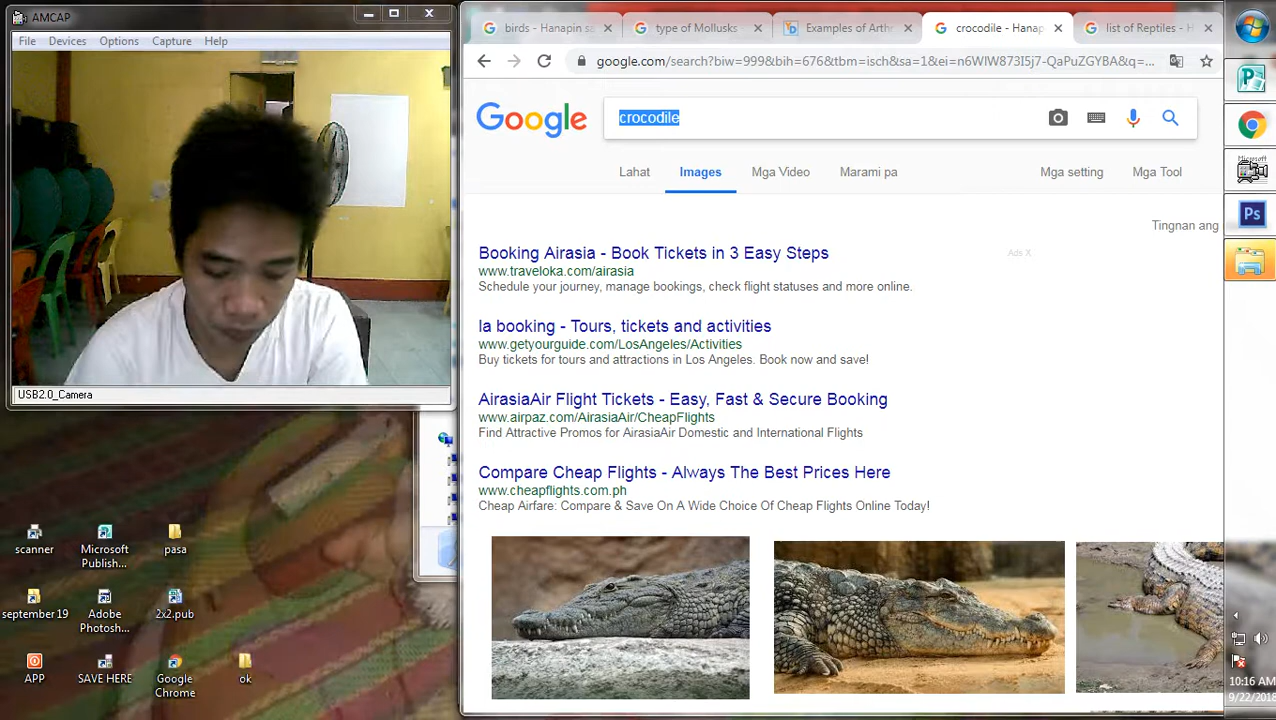 AMCAP
File Devices Options Capture Help
USB2.0_Camera
scanner
Microsoft Publish...
pasa
september 19
Adobe Photosh...
2x2.pub
APP
SAVE HERE
Google Chrome
ok
birds - Hanapin sa
type of Mollusks
Examples of Arth
crocodile - Hanap
list of Reptiles - H
google.com/search?biw=999&bih=676&tbm=isch&sa=1&ei=n6WlW873I5j7-QaPuZGYBA&q=...
Google
crocodile
Lahat Images Mga Video Marami pa Mga setting Mga Tool
Tingnan ang
Booking Airasia - Book Tickets in 3 Easy Steps
Ads X
www.traveloka.com/airasia
Schedule your journey, manage bookings, check flight statuses and more online.
la booking - Tours, tickets and activities
www.getyourguide.com/LosAngeles/Activities
Buy tickets for tours and attractions in Los Angeles. Book now and save!
AirasiaAir Flight Tickets - Easy, Fast & Secure Booking
www.airpaz.com/AirasiaAir/CheapFlights
Find Attractive Promos for AirasiaAir Domestic and International Flights
Compare Cheap Flights - Always The Best Prices Here
www.cheapflights.com.ph
Cheap Airfare: Compare & Save On A Wide Choice Of Cheap Flights Online Today!
Microsoft
Ps
10:16 AM
9/22/2018